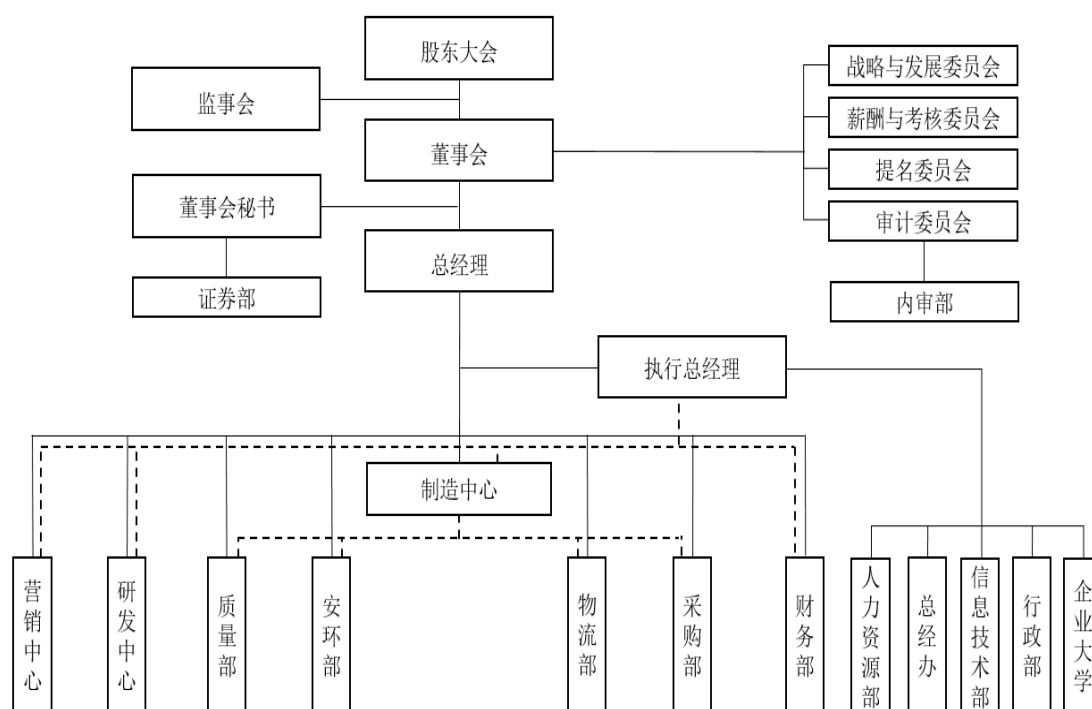 股东大会
监事会
董事会
战略与发展委员会
薪酬与考核委员会
提名委员会
审计委员会
董事会秘书
总经理
证券部
内审部
执行总经理
制造中心
营销中心
研发中心
质量部
安环部
物流部
采购部
财务部
人力资源部
总经办
信息技术部
行政部
企业大学